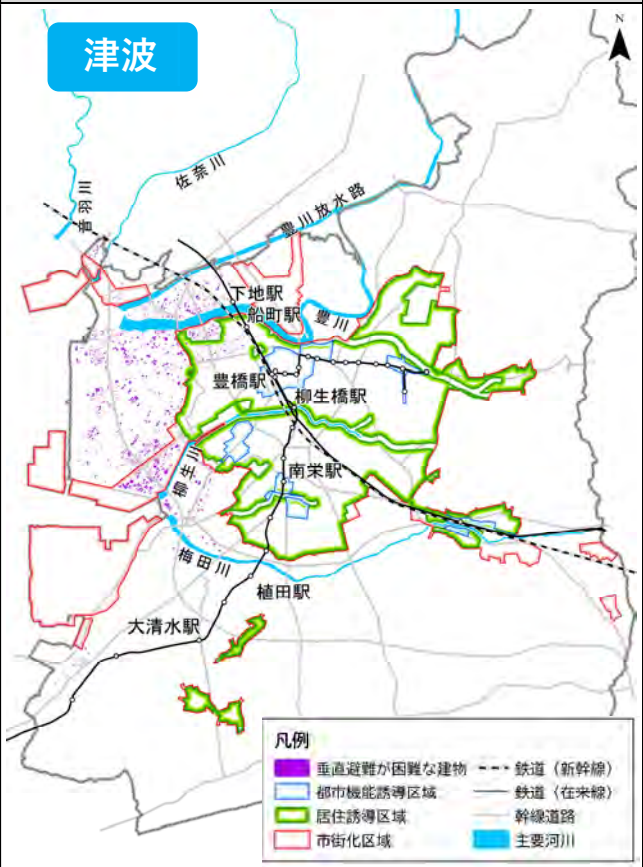 津波
N
佐奈川
音羽川
豊川放水路
下地駅
船町駅
豊川
豊橋駅
柳生橋駅
柳生川
南栄駅
梅田川
植田駅
大清水駅
凡例
垂直避難が困難な建物
鉄道（新幹線）
都市機能誘導区域
鉄道（在来線）
居住誘導区域
幹線道路
市街化区域
主要河川